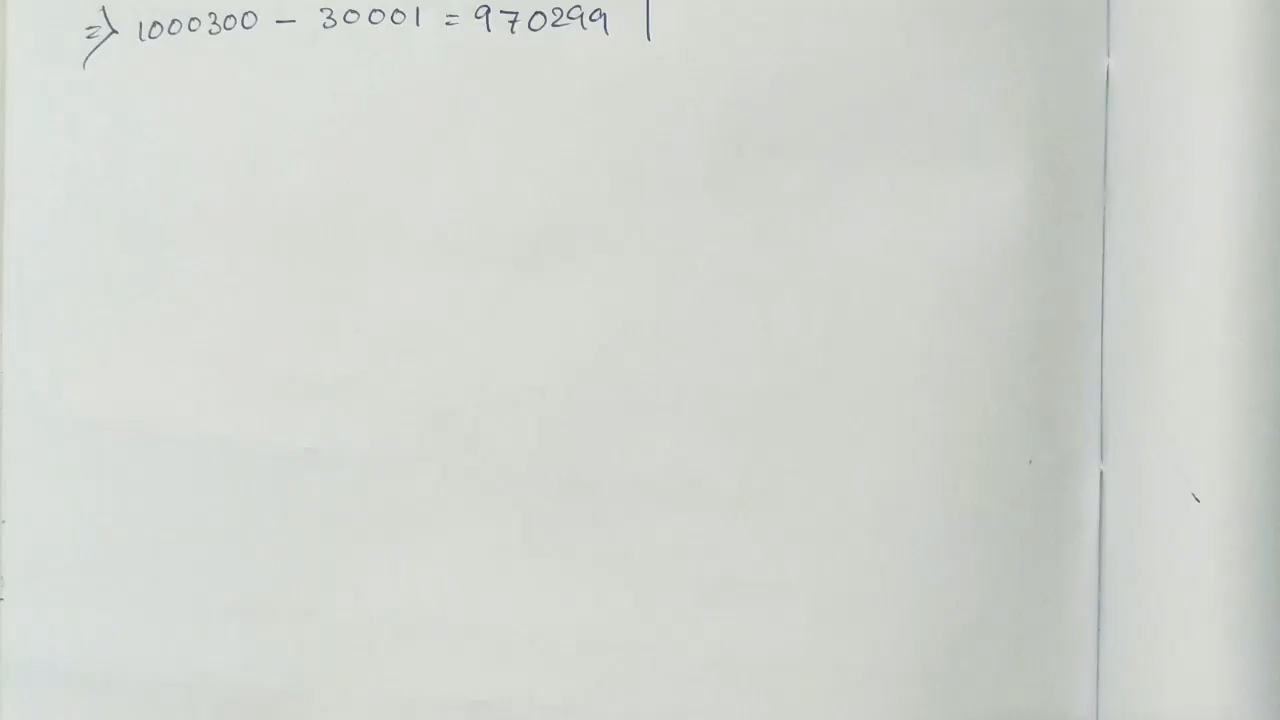 => 1000300 - 30001 = 970299 |